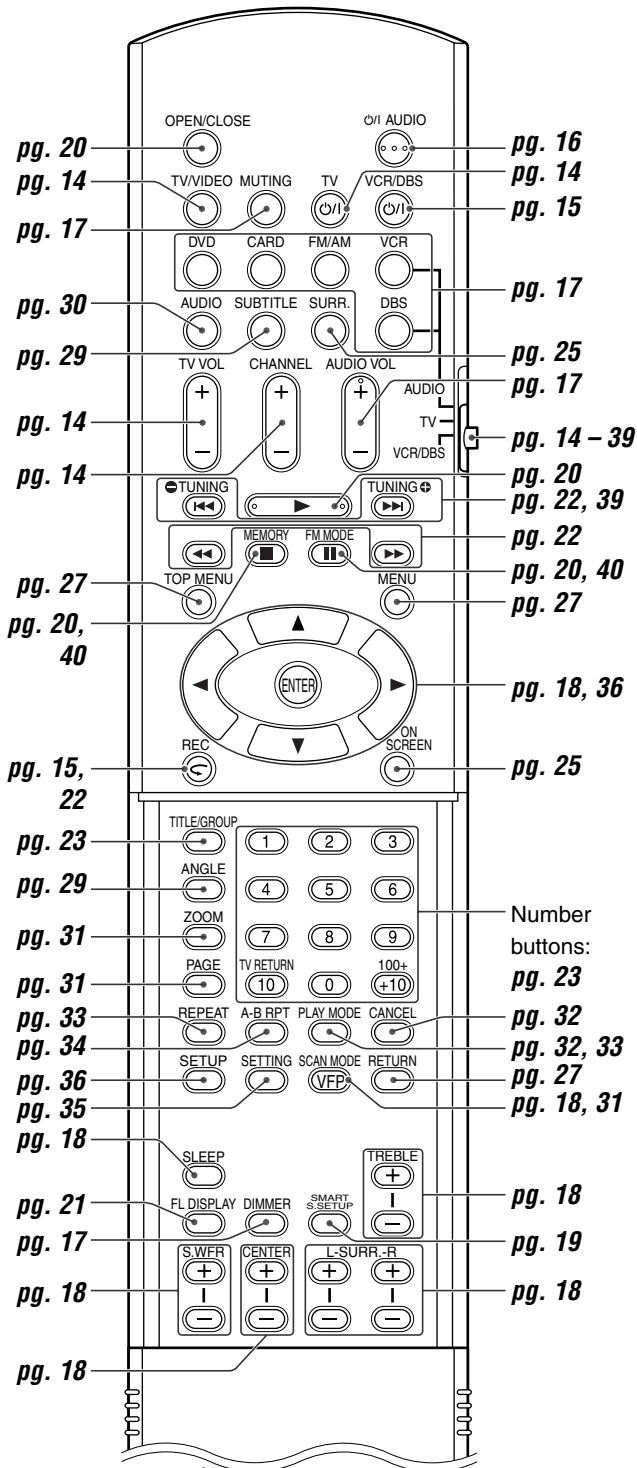 OPEN/CLOSE
⏻/I AUDIO
pg. 20
pg. 16
pg. 14
TV/VIDEO MUTING TV VCR/DBS
pg. 14
⏻/I
⏻/I
pg. 15
pg. 17
DVD CARD FM/AM VCR
pg. 17
pg. 30
AUDIO SUBTITLE SURR. DBS
pg. 29
pg. 25
TV VOL CHANNEL AUDIO VOL
pg. 17
+ + +
AUDIO
pg. 14
TV
pg. 14 – 39
– – –
VCR/DBS
pg. 14
pg. 20
TUNING
TUNING
pg. 22, 39
MEMORY FM MODE
pg. 22
pg. 27
TOP MENU
MENU
pg. 20, 40
pg. 27
pg. 20,
40
ENTER
pg. 18, 36
REC
ON
SCREEN
pg. 15,
22
pg. 25
TITLE/GROUP
pg. 23
1 2 3
ANGLE
pg. 29
4 5 6
ZOOM
pg. 31
7 8 9
Number
buttons:
pg. 23
PAGE
TV RETURN
100+
pg. 31
10 0 +10
REPEAT A-B RPT PLAY MODE CANCEL
pg. 33
pg. 32
pg. 34
pg. 32, 33
SETUP SETTING SCAN MODE RETURN
pg. 36
VFP
pg. 27
pg. 35
pg. 18, 31
pg. 18
SLEEP
TREBLE
+
–
pg. 18
FL DISPLAY DIMMER
SMART
S.SETUP
pg. 21
pg. 17
pg. 19
S.WFR CENTER L-SURR.-R
+ + + +
pg. 18
pg. 18
– – – –
pg. 18